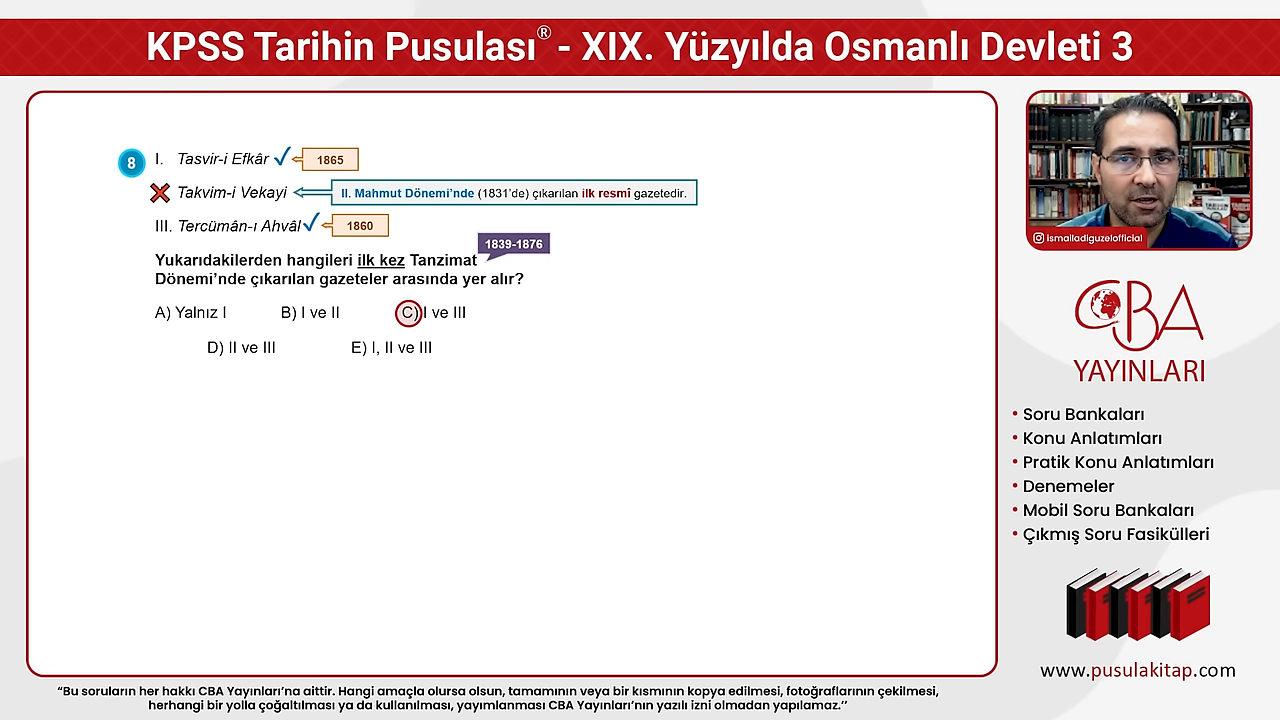 KPSS Tarihin Pusulası® - XIX. Yüzyılda Osmanlı Devleti 3
8 I. Tasvir-i Efkâr 1865
Takvim-i Vekayi II. Mahmut Dönemi’nde (1831’de) çıkarılan ilk resmî gazetedir.
III. Tercümân-ı Ahvâl 1860
1839-1876
Yukarıdakilerden hangileri ilk kez Tanzimat
Dönemi’nde çıkarılan gazeteler arasında yer alır?
A) Yalnız I B) I ve II C) I ve III
D) II ve III E) I, II ve III
ismailadiguzelofficial
CBA
YAYINLARI
• Soru Bankaları
• Konu Anlatımları
• Pratik Konu Anlatımları
• Denemeler
• Mobil Soru Bankaları
• Çıkmış Soru Fasikülleri
www.pusulakitap.com
“Bu soruların her hakkı CBA Yayınları’na aittir. Hangi amaçla olursa olsun, tamamının veya bir kısmının kopya edilmesi, fotoğraflarının çekilmesi,
herhangi bir yolla çoğaltılması ya da kullanılması, yayımlanması CBA Yayınları’nın yazılı izni olmadan yapılamaz.’’